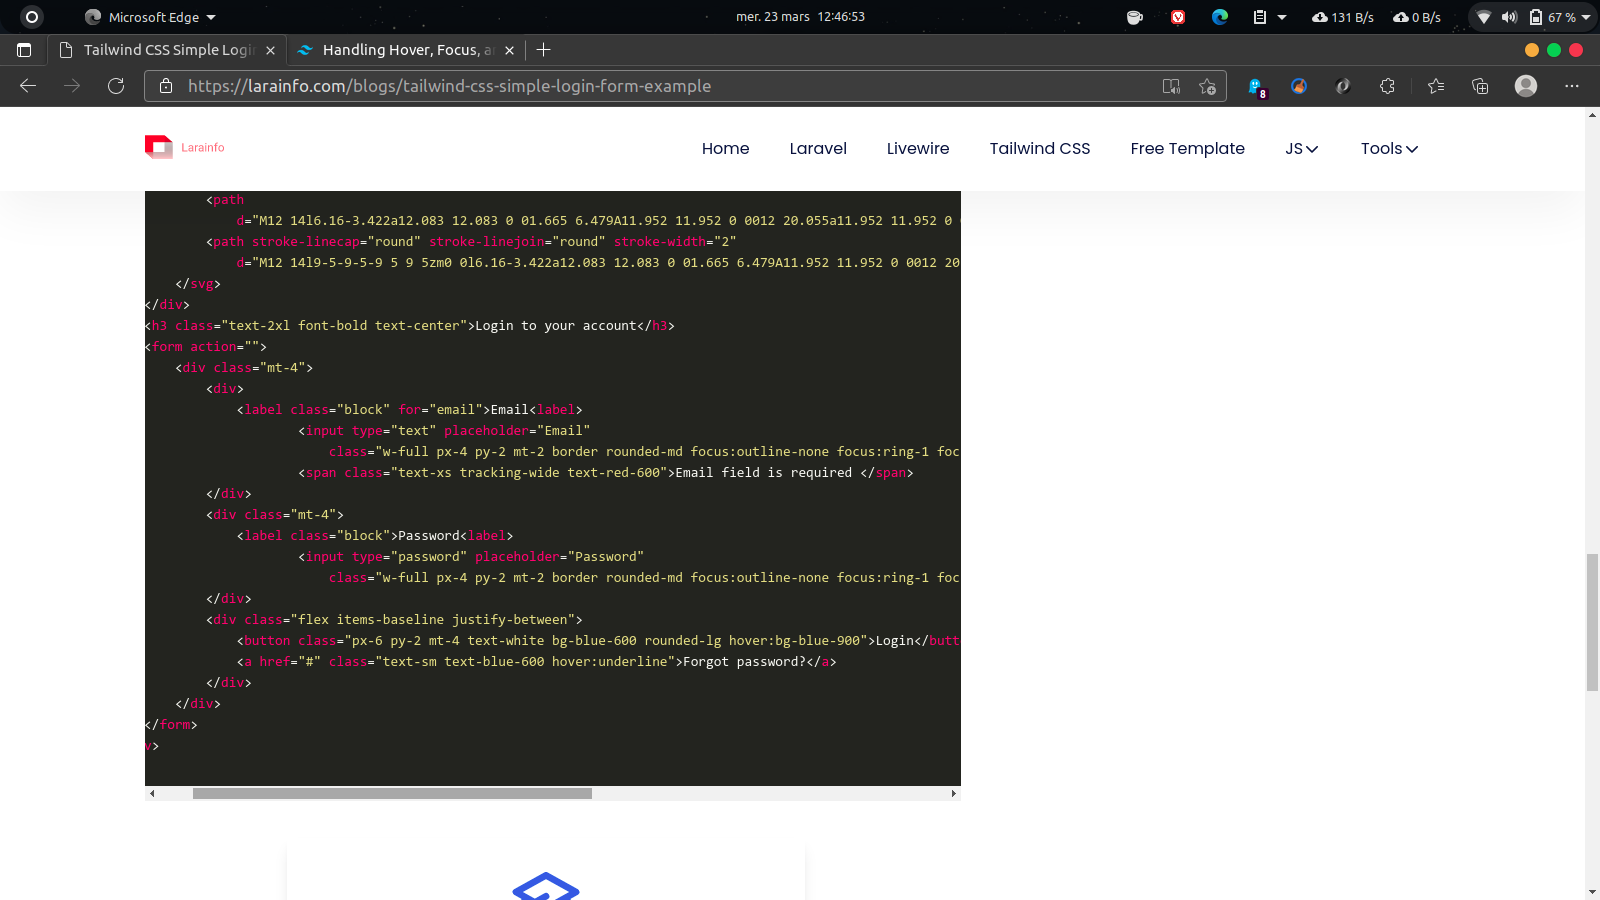 Microsoft Edge
mer. 23 mars 12:46:53
131 B/s
0 B/s
67 %
Tailwind CSS Simple Logi
Handling Hover, Focus, a
https://larainfo.com/blogs/tailwind-css-simple-login-form-example
8
Larainfo
Home
Laravel
Livewire
Tailwind CSS
Free Template
JS
Tools
<path
d="M12 14l6.16-3.422a12.083 12.083 0 01.665 6.479A11.952 11.952 0 0012 20.055a11.952 11.952 0
<path stroke-linecap="round" stroke-linejoin="round" stroke-width="2"
d="M12 14l9-5-9-5-9 5 9 5zm0 0l6.16-3.422a12.083 12.083 0 01.665 6.479A11.952 11.952 0 0012 20
</svg>
</div>
<h3 class="text-2xl font-bold text-center">Login to your account</h3>
<form action="">
<div class="mt-4">
<div>
<label class="block" for="email">Email<label>
<input type="text" placeholder="Email"
class="w-full px-4 py-2 mt-2 border rounded-md focus:outline-none focus:ring-1 foc
<span class="text-xs tracking-wide text-red-600">Email field is required </span>
</div>
<div class="mt-4">
<label class="block">Password<label>
<input type="password" placeholder="Password"
class="w-full px-4 py-2 mt-2 border rounded-md focus:outline-none focus:ring-1 foc
</div>
<div class="flex items-baseline justify-between">
<button class="px-6 py-2 mt-4 text-white bg-blue-600 rounded-lg hover:bg-blue-900">Login</butt
<a href="#" class="text-sm text-blue-600 hover:underline">Forgot password?</a>
</div>
</div>
</form>
v>